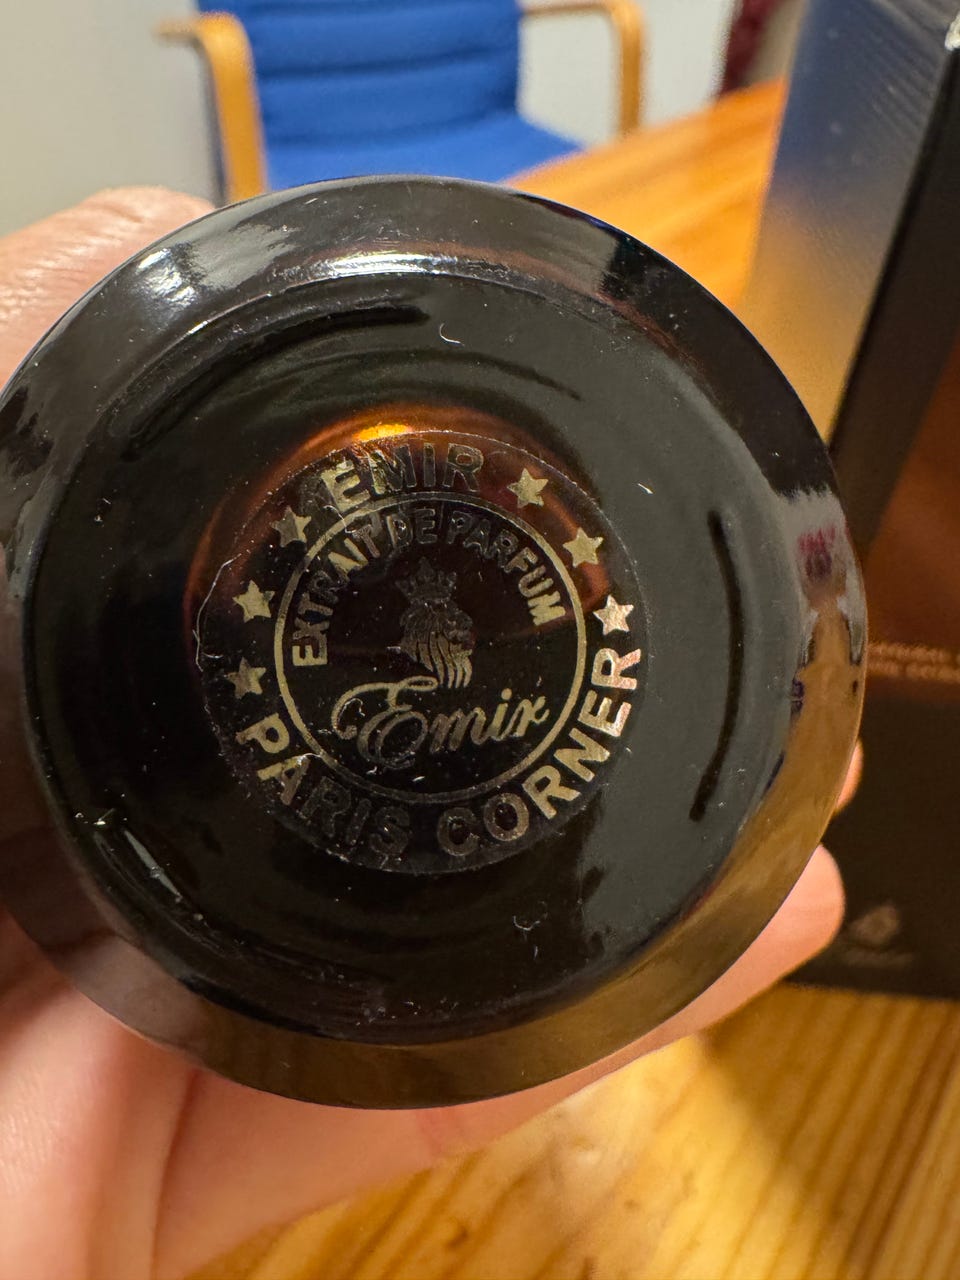 EMIR
EXTRAIT DE PARFUM
Emir
PARIS CORNER